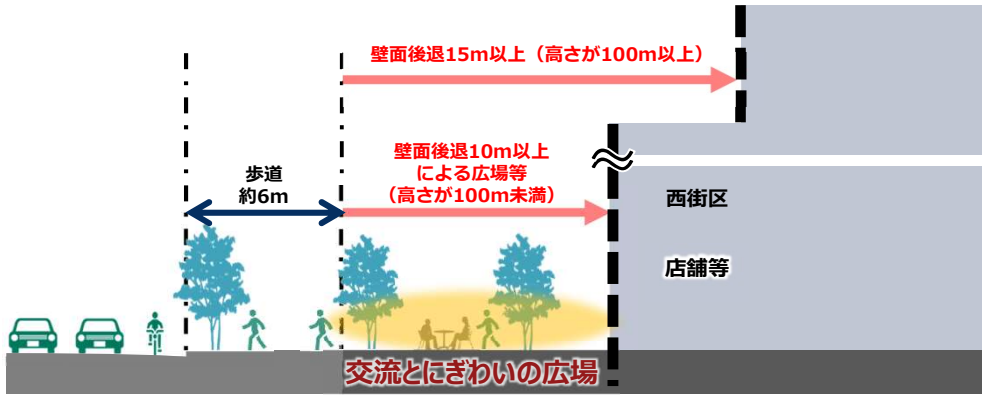 壁面後退15m以上（高さが100m以上）
壁面後退10m以上
による広場等
（高さが100m未満）
歩道
約6m
西街区
店舗等
交流とにぎわいの広場